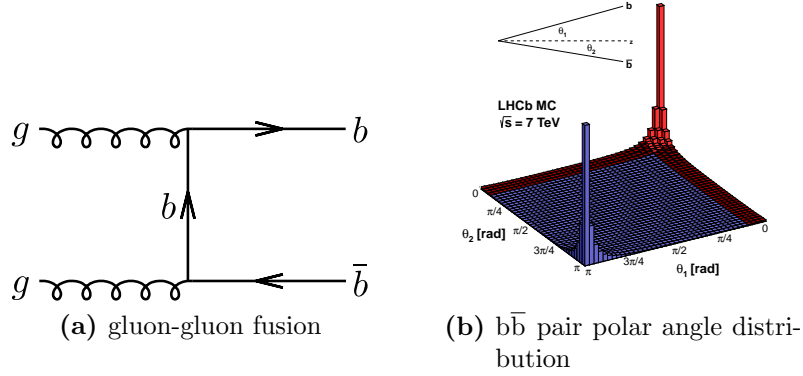 g
b
b
g
b̅
(a) gluon-gluon fusion
b
θ₁
z
θ₂
b̅
LHCb MC
√s = 7 TeV
0
π/4
π/2
3π/4
π
θ₂ [rad]
π
3π/4
π/2
π/4
0
θ₁ [rad]
(b) bb̅ pair polar angle distri-
bution